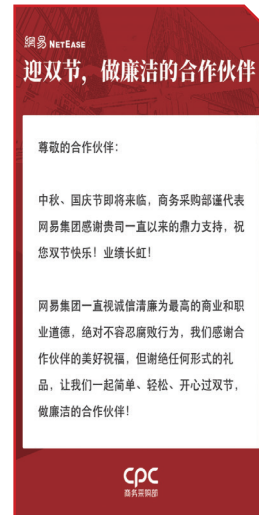 網易 NETEASE
迎双节，做廉洁的合作伙伴
尊敬的合作伙伴：
中秋、国庆节即将来临，商务采购部谨代表
网易集团感谢贵司一直以来的鼎力支持，祝
您双节快乐！业绩长虹！
网易集团一直视诚信清廉为最高的商业和职
业道德，绝对不容忍腐败行为，我们感谢合
作伙伴的美好祝福，但谢绝任何形式的礼
品，让我们一起简单、轻松、开心过双节，
做廉洁的合作伙伴！
CPC
商务采购部